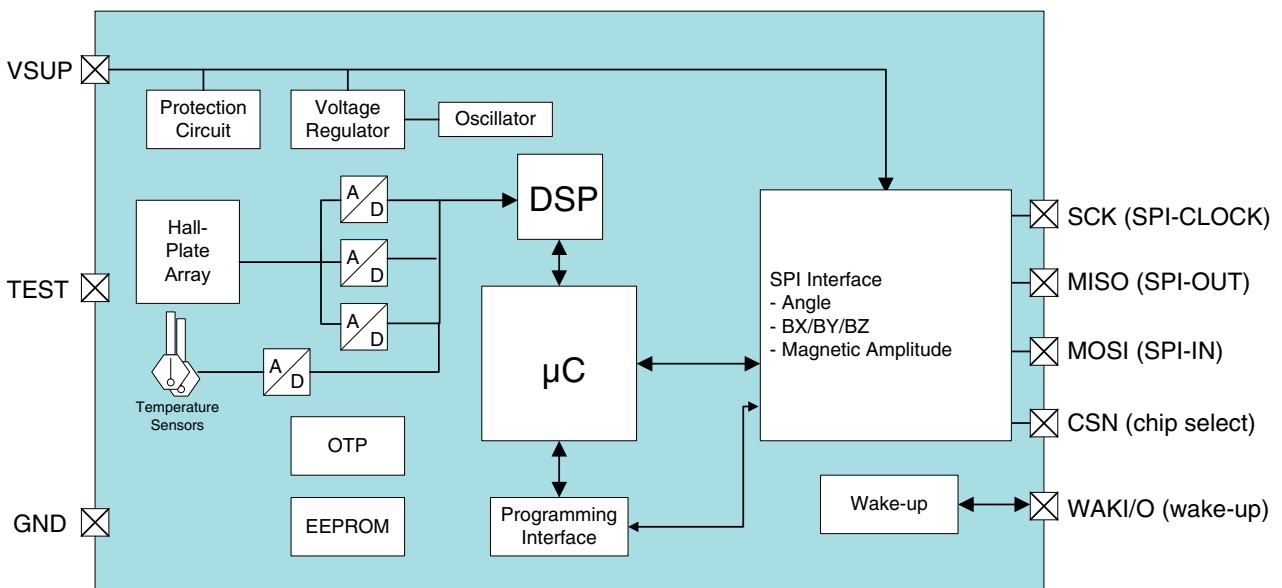 VSUP
Protection
Circuit
Voltage
Regulator
Oscillator
A
D
DSP
Hall-
Plate
Array
A
D
A
D
TEST
A
D
Temperature
Sensors
µC
SPI Interface
- Angle
- BX/BY/BZ
- Magnetic Amplitude
SCK (SPI-CLOCK)
MISO (SPI-OUT)
MOSI (SPI-IN)
CSN (chip select)
OTP
EEPROM
Programming
Interface
Wake-up
WAKI/O (wake-up)
GND